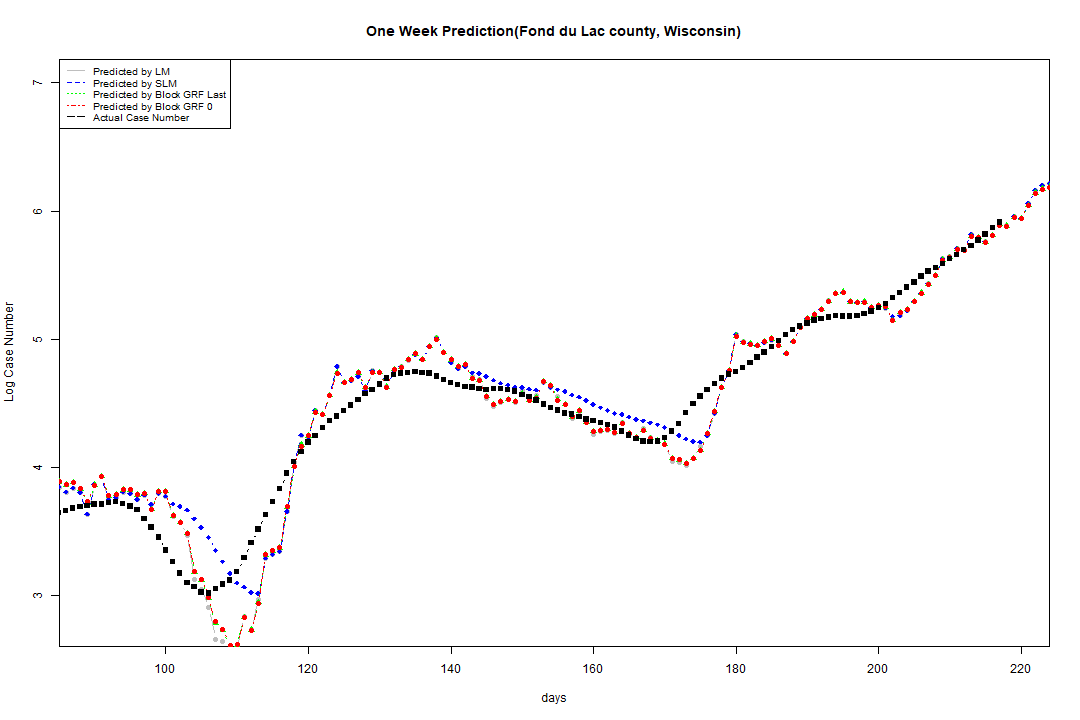 One Week Prediction(Fond du Lac county, Wisconsin)
Predicted by LM
Predicted by SLM
Predicted by Block GRF Last
Predicted by Block GRF 0
Actual Case Number
7
6
5
4
3
Log Case Number
100 120 140 160 180 200 220
days